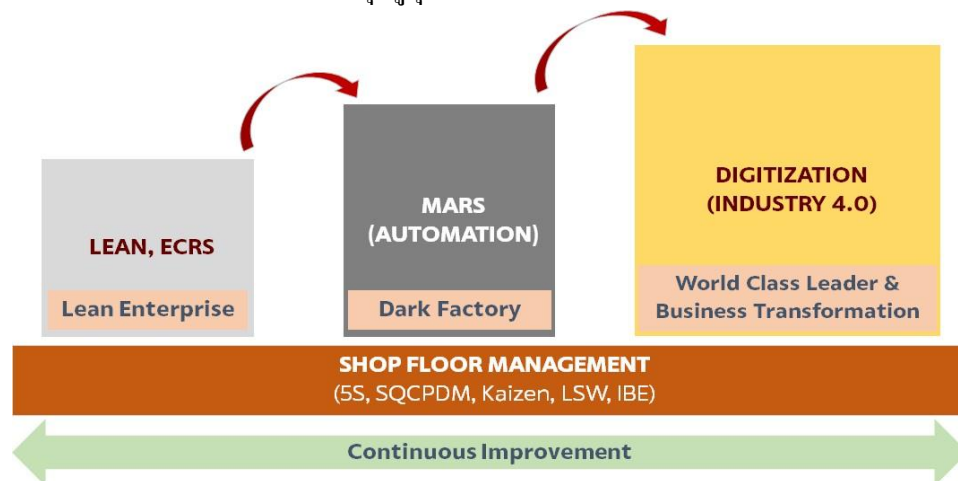 LEAN, ECRS
Lean Enterprise
MARS
(AUTOMATION)
Dark Factory
DIGITIZATION
(INDUSTRY 4.0)
World Class Leader &
Business Transformation
SHOP FLOOR MANAGEMENT
(5S, SQCPDM, Kaizen, LSW, IBE)
Continuous Improvement